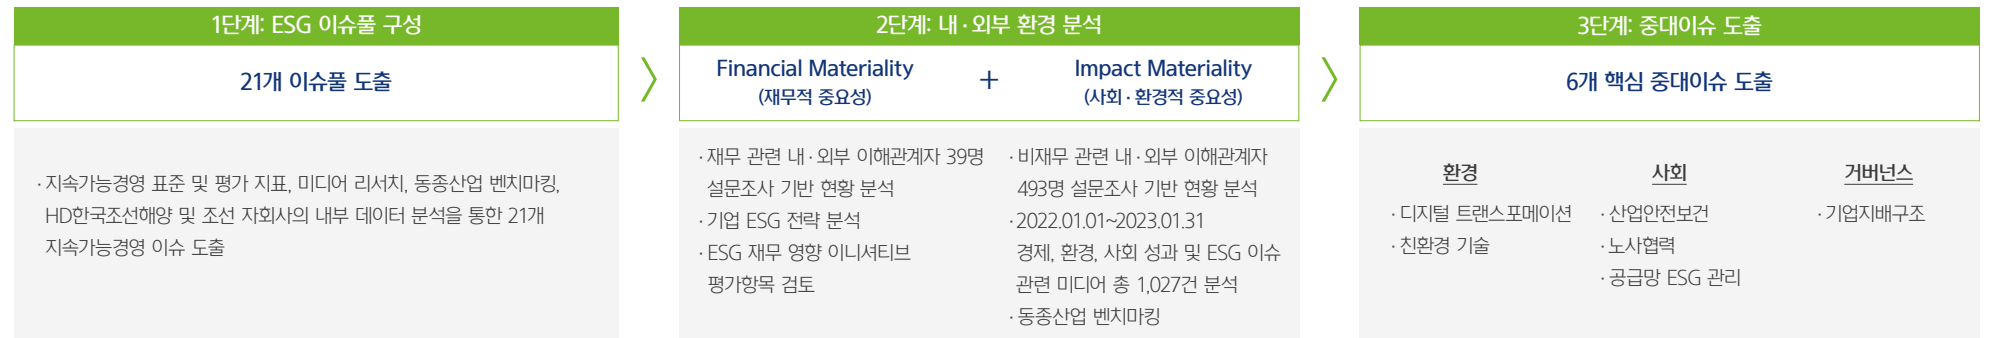 1단계: ESG 이슈풀 구성
21개 이슈풀 도출
· 지속가능경영 표준 및 평가 지표, 미디어 리서치, 동종산업 벤치마킹,
HD한국조선해양 및 조선 자회사의 내부 데이터 분석을 통한 21개
지속가능경영 이슈 도출
2단계: 내·외부 환경 분석
Financial Materiality
(재무적 중요성)
+
Impact Materiality
(사회·환경적 중요성)
· 재무 관련 내·외부 이해관계자 39명
설문조사 기반 현황 분석
· 기업 ESG 전략 분석
· ESG 재무 영향 이니셔티브
평가항목 검토
· 비재무 관련 내·외부 이해관계자
493명 설문조사 기반 현황 분석
· 2022.01.01~2023.01.31
경제, 환경, 사회 성과 및 ESG 이슈
관련 미디어 총 1,027건 분석
· 동종산업 벤치마킹
3단계: 중대이슈 도출
6개 핵심 중대이슈 도출
환경
· 디지털 트랜스포메이션
· 친환경 기술
사회
· 산업안전보건
· 노사협력
· 공급망 ESG 관리
거버넌스
· 기업지배구조